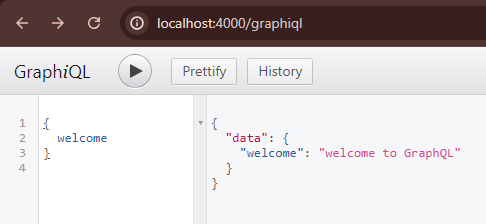 localhost:4000/graphiql
GraphiQL Prettify History
1 {
2 welcome
3 }
4
{
"data": {
"welcome": "welcome to GraphQL"
}
}